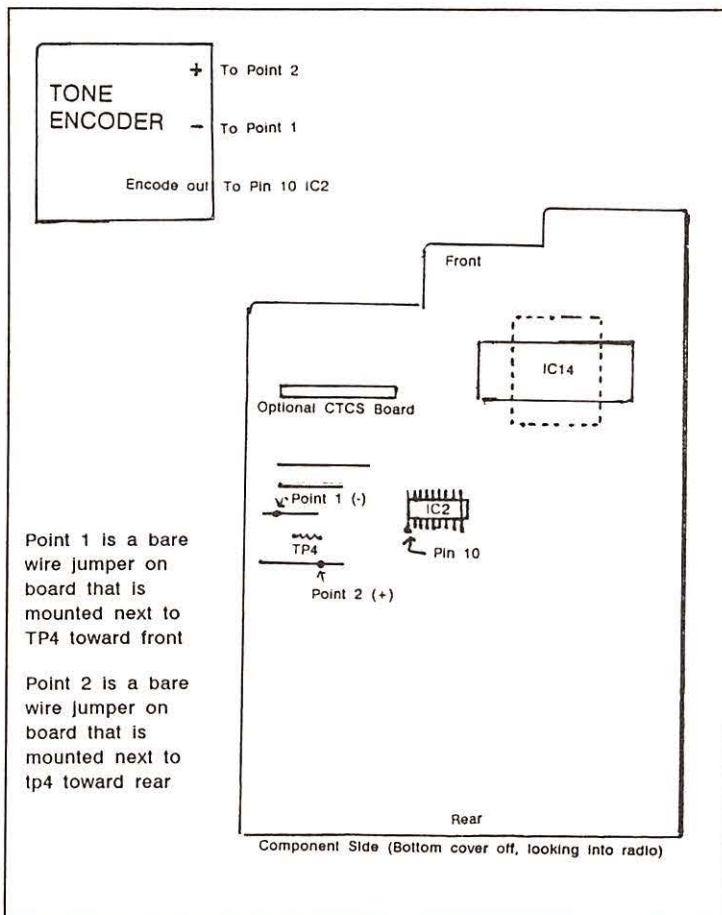 + To Point 2
TONE
ENCODER
- To Point 1
Encode out To Pin 10 IC2
Front
IC14
Optional CTCS Board
Point 1 (-)
IC2
TP4
Pin 10
Point 2 (+)
Point 1 is a bare
wire jumper on
board that is
mounted next to
TP4 toward front
Point 2 is a bare
wire jumper on
board that is
mounted next to
tp4 toward rear
Rear
Component Side (Bottom cover off, looking into radio)